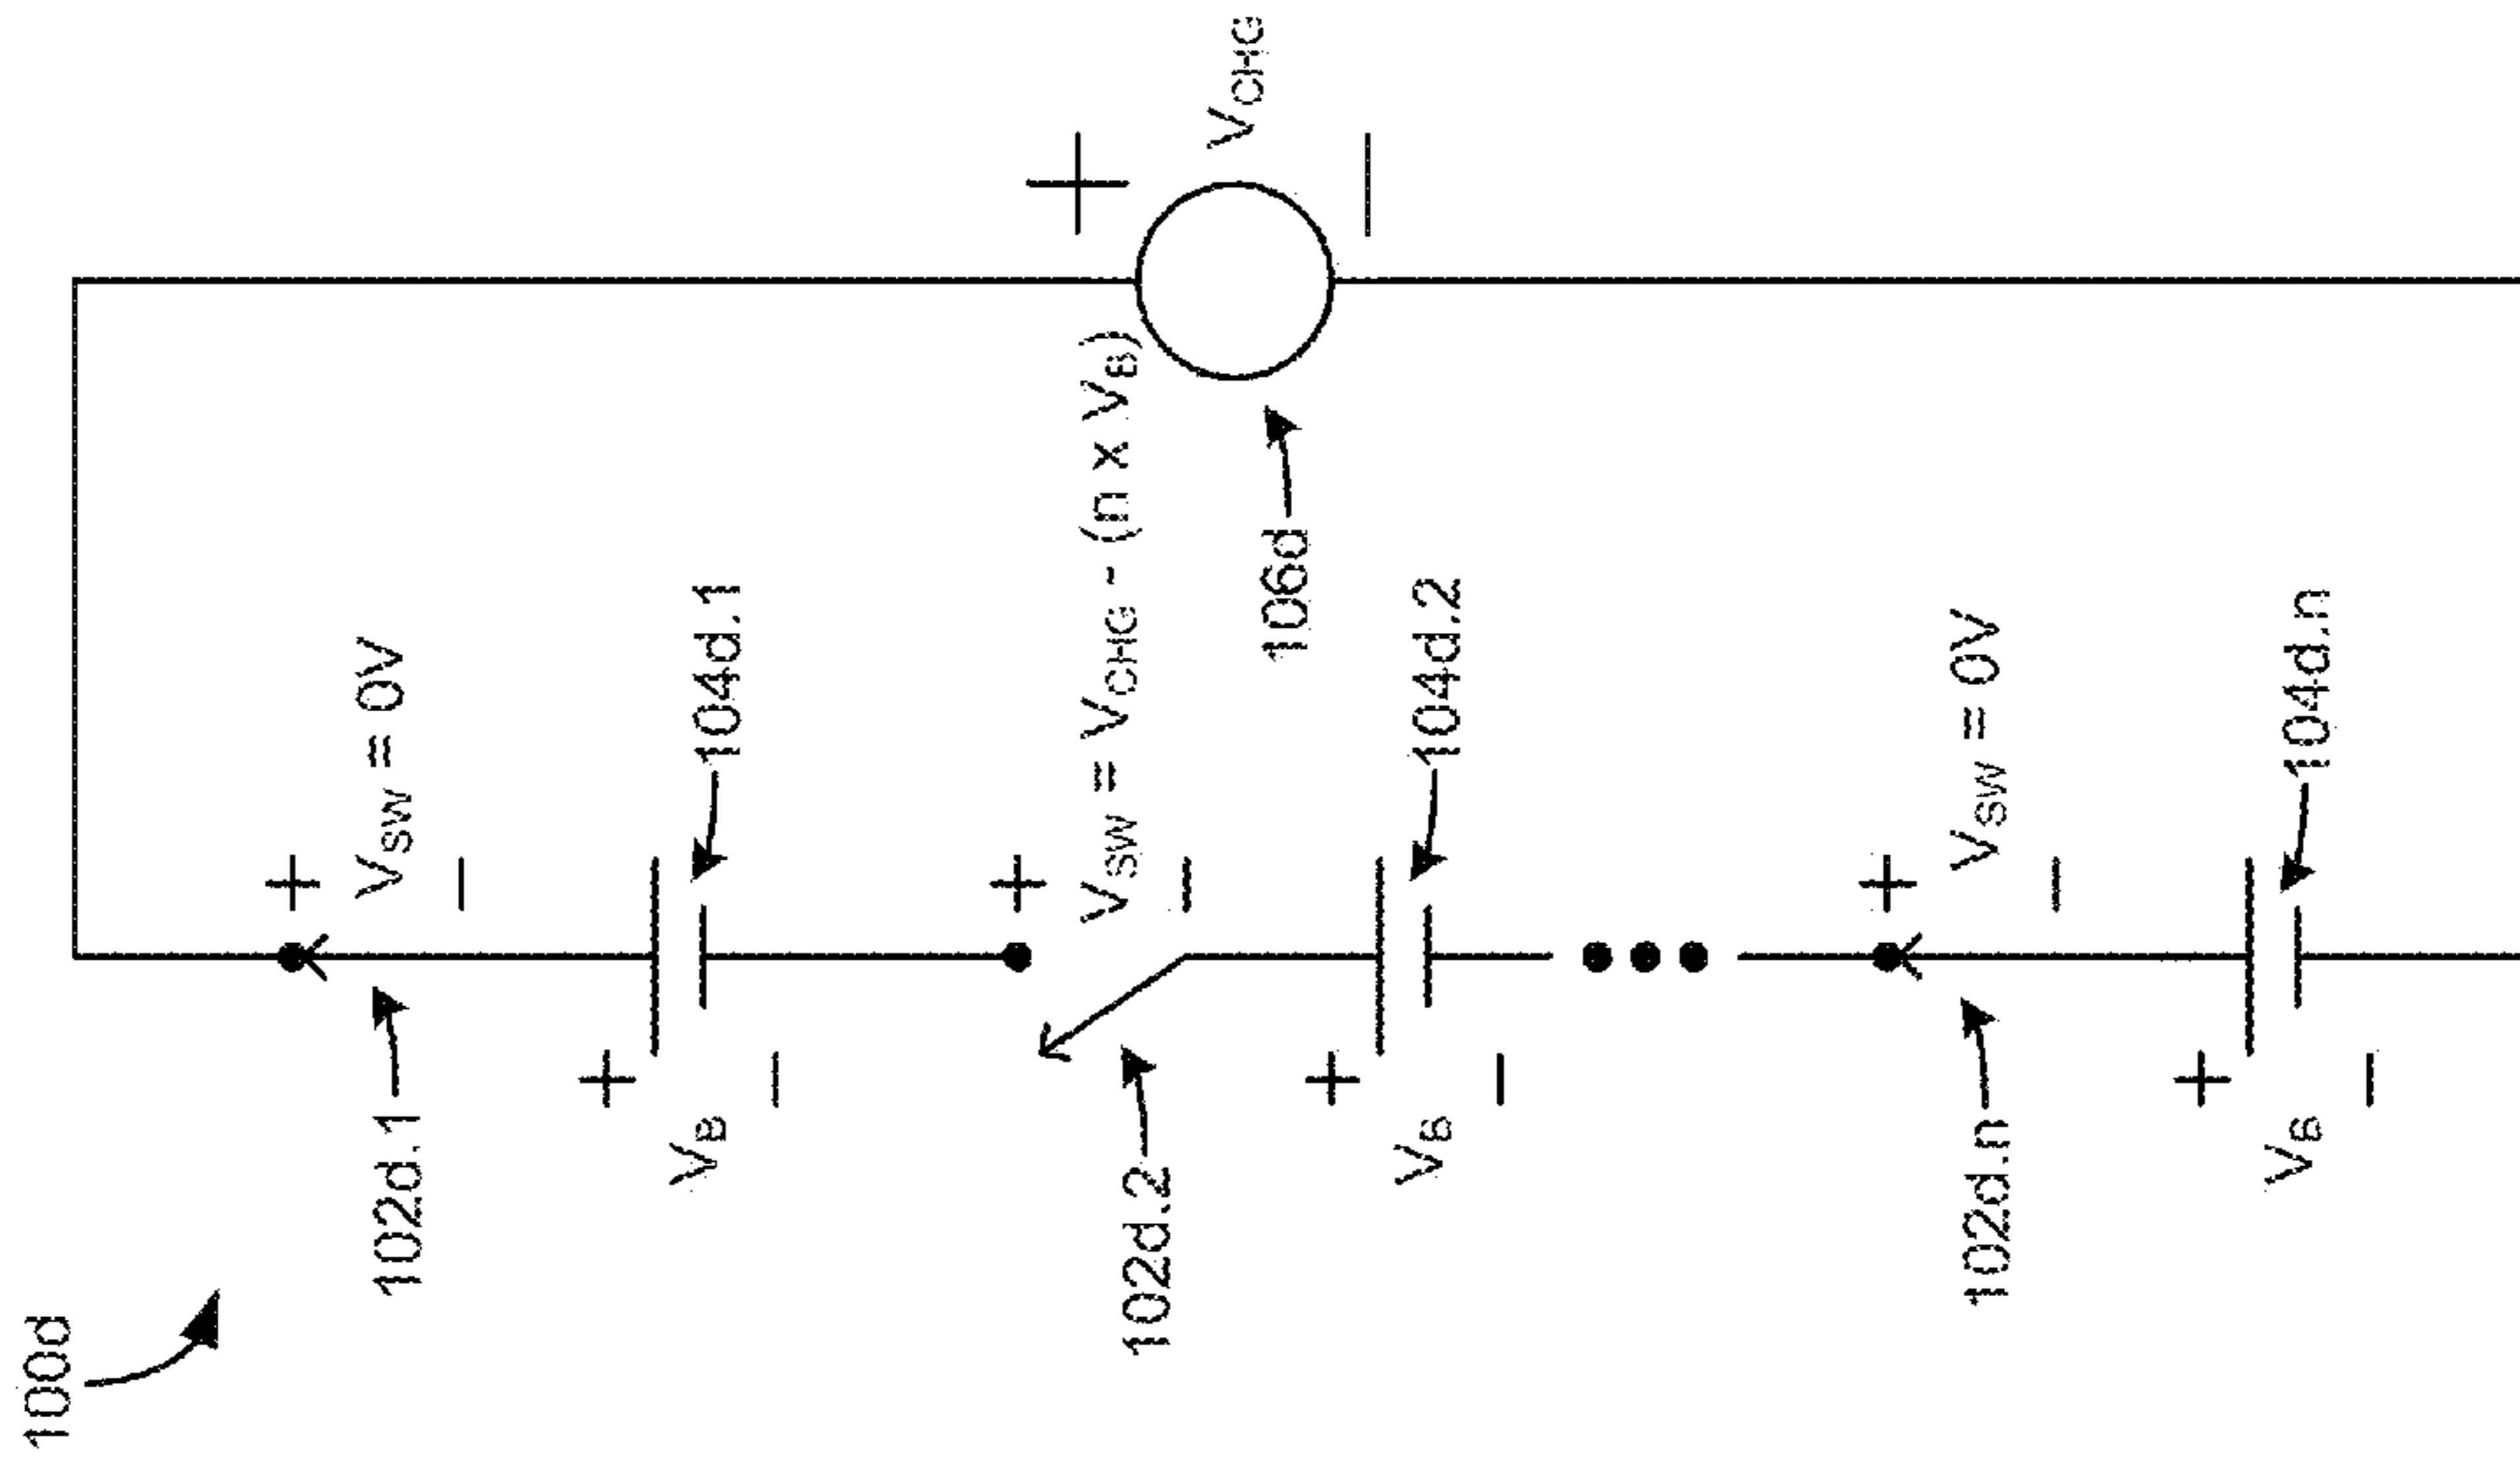 100d
102d.1
V_SW = 0V
V_B
104d.1
102d.2
V_SW = V_CHG - (n x V_B)
V_B
104d.2
106d
V_CHG
102d.n
V_SW = 0V
V_B
104d.n
+
−
+
−
+
−
+
−
+
−
+
−
+
−